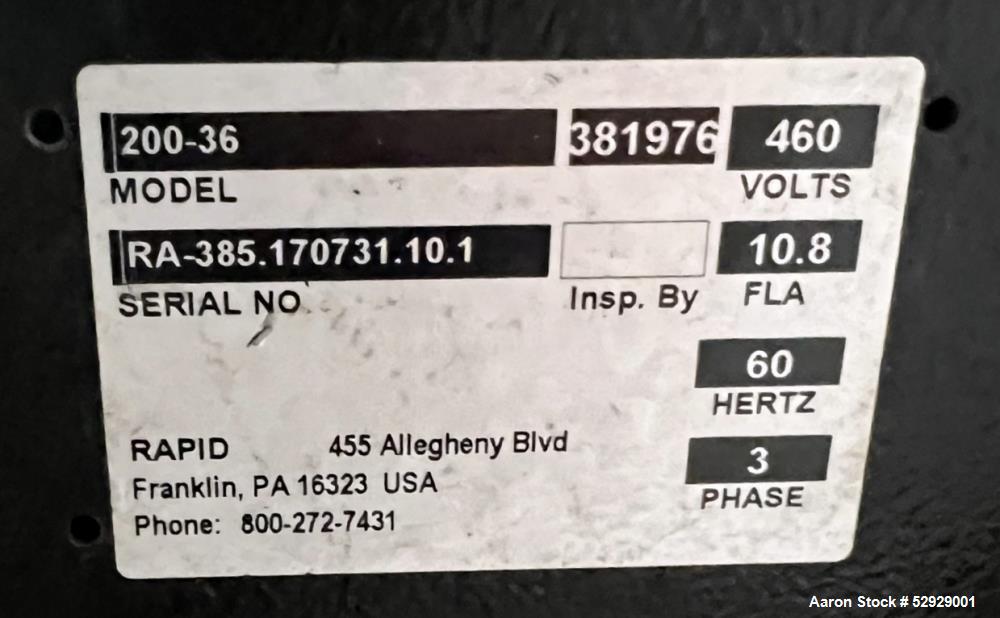 200-36 381976 460
MODEL VOLTS
RA-385.170731.10.1 10.8
SERIAL NO Insp. By FLA
60
HERTZ
3
PHASE
RAPID 455 Allegheny Blvd
Franklin, PA 16323 USA
Phone: 800-272-7431
Aaron Stock # 52929001